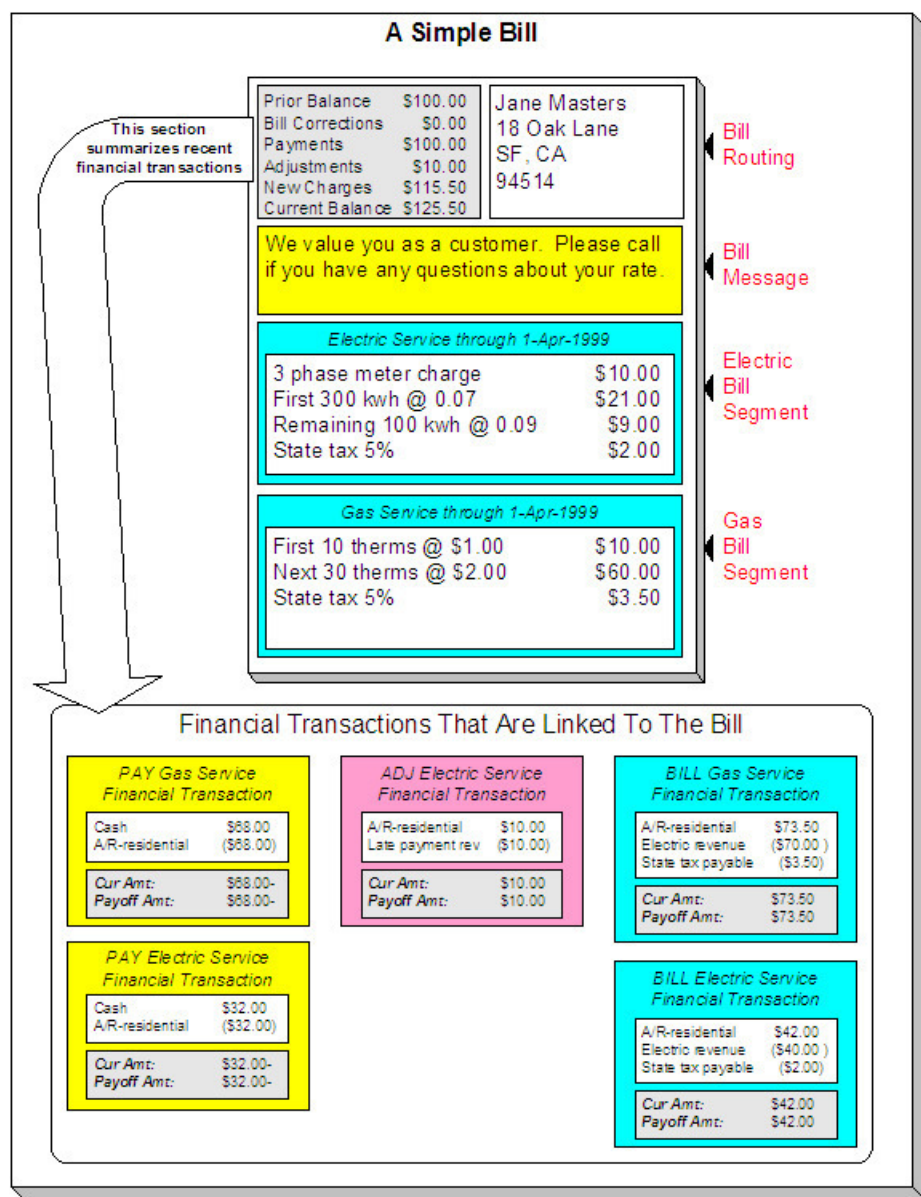 A Simple Bill
This section
summarizes recent
financial transactions
Prior Balance $100.00
Bill Corrections $0.00
Payments $100.00
Adjustments $10.00
New Charges $115.50
Current Balance $125.50
Jane Masters
18 Oak Lane
SF, CA
94514
Bill
Routing
We value you as a customer. Please call
if you have any questions about your rate.
Bill
Message
Electric Service through 1-Apr-1999
3 phase meter charge $10.00
First 300 kwh @ 0.07 $21.00
Remaining 100 kwh @ 0.09 $9.00
State tax 5% $2.00
Electric
Bill
Segment
Gas Service through 1-Apr-1999
First 10 therms @ $1.00 $10.00
Next 30 therms @ $2.00 $60.00
State tax 5% $3.50
Gas
Bill
Segment
Financial Transactions That Are Linked To The Bill
PAY Gas Service
Financial Transaction
Cash $68.00
A/R-residential ($68.00)
Cur Amt: $68.00-
Payoff Amt: $68.00-
ADJ Electric Service
Financial Transaction
A/R-residential $10.00
Late payment rev ($10.00)
Cur Amt: $10.00
Payoff Amt: $10.00
BILL Gas Service
Financial Transaction
A/R-residential $73.50
Electric revenue ($70.00 )
State tax payable ($3.50)
Cur Amt: $73.50
Payoff Amt: $73.50
PAY Electric Service
Financial Transaction
Cash $32.00
A/R-residential ($32.00)
Cur Amt: $32.00-
Payoff Amt: $32.00-
BILL Electric Service
Financial Transaction
A/R-residential $42.00
Electric revenue ($40.00 )
State tax payable ($2.00)
Cur Amt: $42.00
Payoff Amt: $42.00